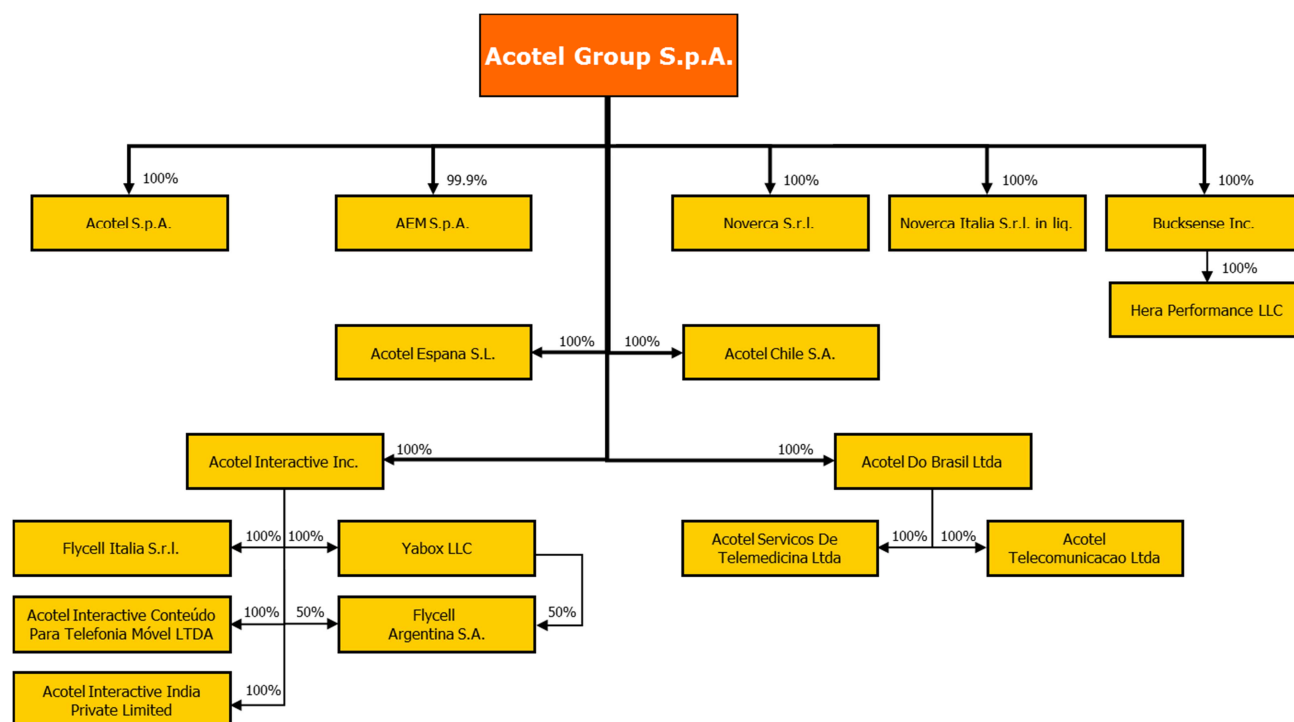 Acotel Group S.p.A.
100%
99.9%
100%
100%
100%
Acotel S.p.A.
AEM S.p.A.
Noverca S.r.l.
Noverca Italia S.r.l. in liq.
Bucksense Inc.
100%
Hera Performance LLC
Acotel Espana S.L.
100%
100%
Acotel Chile S.A.
Acotel Interactive Inc.
100%
100%
Acotel Do Brasil Ltda
Flycell Italia S.r.l.
100%
100%
Yabox LLC
Acotel Servicos De
Telemedicina Ltda
100%
100%
Acotel
Telecomunicacao Ltda
Acotel Interactive Conteúdo
Para Telefonia Móvel LTDA
100%
50%
Flycell
Argentina S.A.
50%
Acotel Interactive India
Private Limited
100%